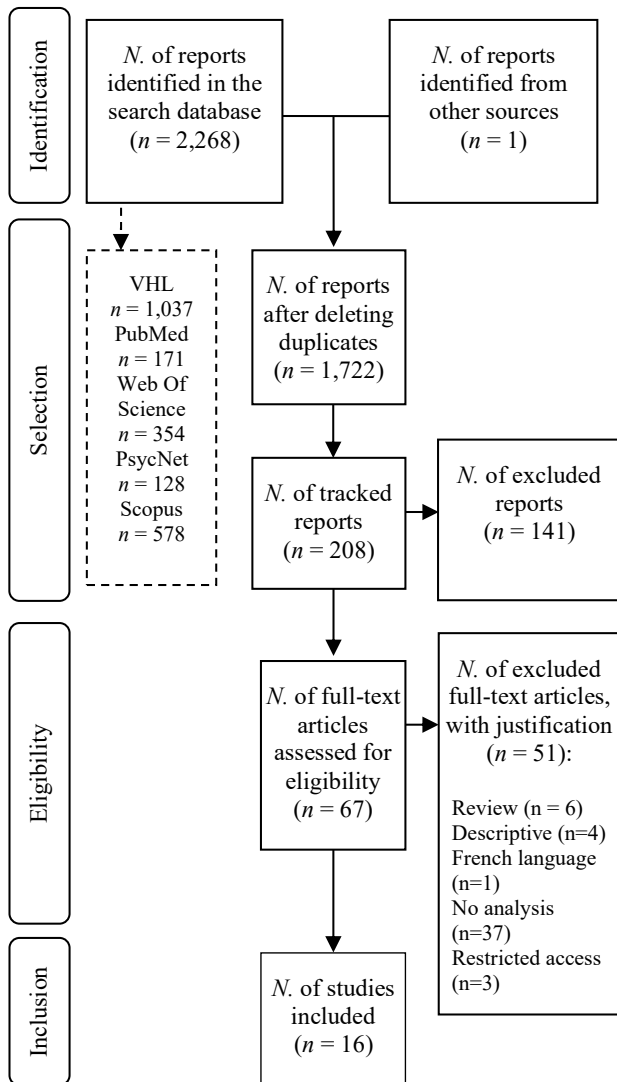 Identification
N. of reports
identified in the
search database
(n = 2,268)
N. of reports
identified from
other sources
(n = 1)
Selection
VHL
n = 1,037
PubMed
n = 171
Web Of
Science
n = 354
PsycNet
n = 128
Scopus
n = 578
N. of reports
after deleting
duplicates
(n = 1,722)
N. of tracked
reports
(n = 208)
N. of excluded
reports
(n = 141)
Eligibility
N. of full-text
articles
assessed for
eligibility
(n = 67)
N. of excluded
full-text articles,
with justification
(n = 51):
Review (n = 6)
Descriptive (n=4)
French language
(n=1)
No analysis
(n=37)
Restricted access
(n=3)
Inclusion
N. of studies
included
(n = 16)